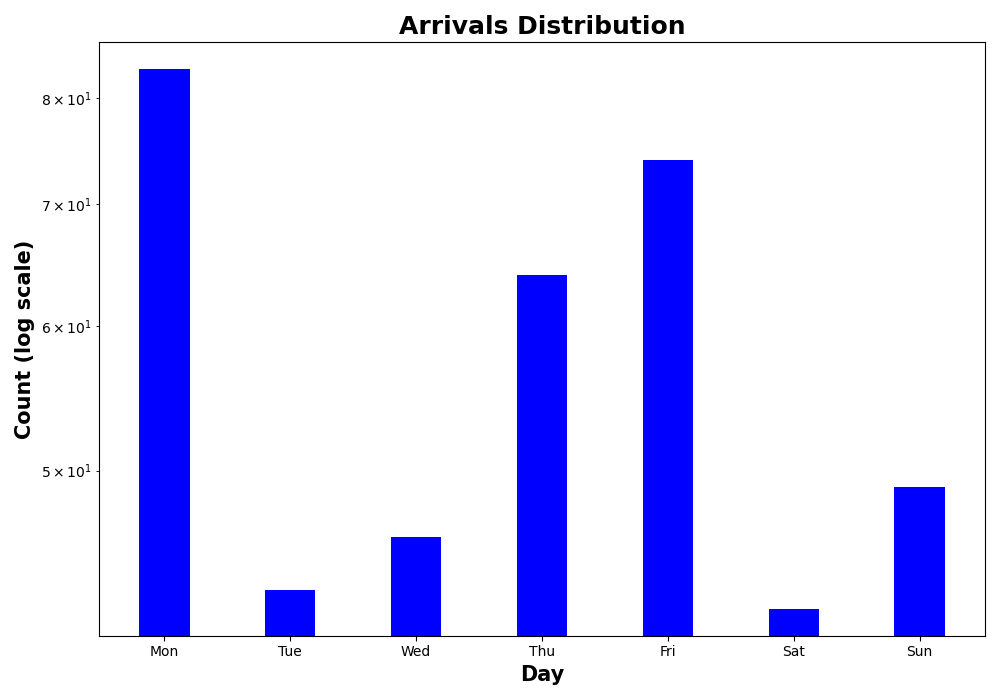 Arrivals Distribution
Count (log scale)
8 × 10¹
7 × 10¹
6 × 10¹
5 × 10¹
Mon Tue Wed Thu Fri Sat Sun
Day